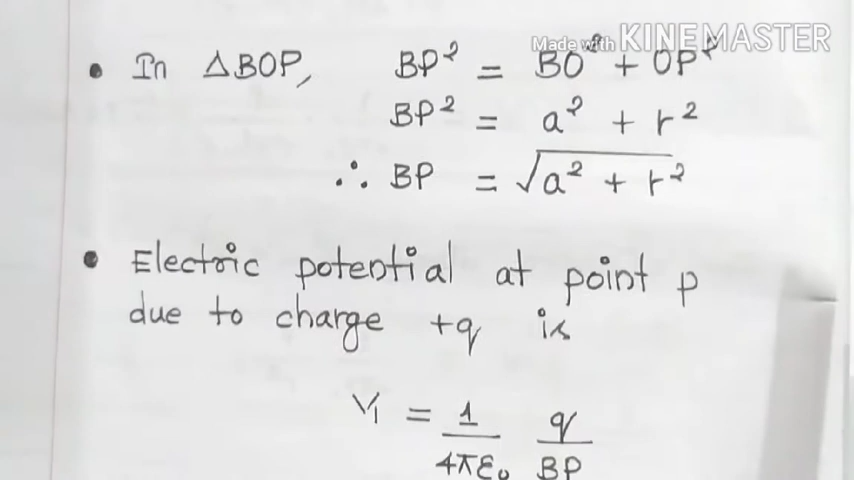 Made with KINEMASTER
• In ΔBOP, BP² = BO² + OP²
BP² = a² + r²
∴ BP = √(a² + r²)
• Electric potential at point p
due to charge +q is
V₁ = 1/4πε₀ q/BP